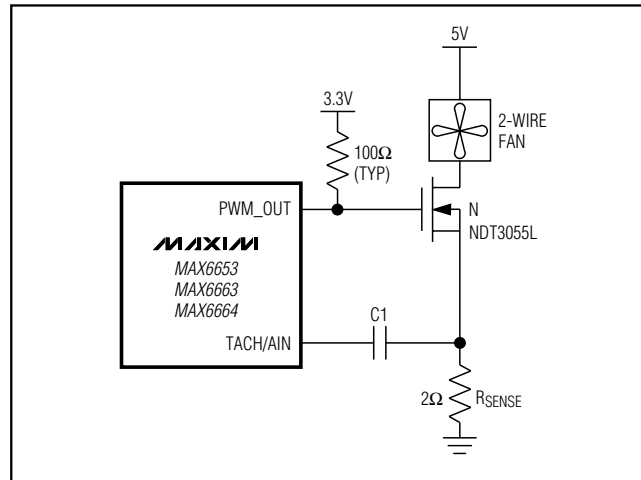 5V
3.3V
2-WIRE
FAN
100Ω
(TYP)
PWM_OUT
N
NDT3055L
MAXIM
MAX6653
MAX6663
MAX6664
C1
TACH/AIN
2Ω
RSENSE